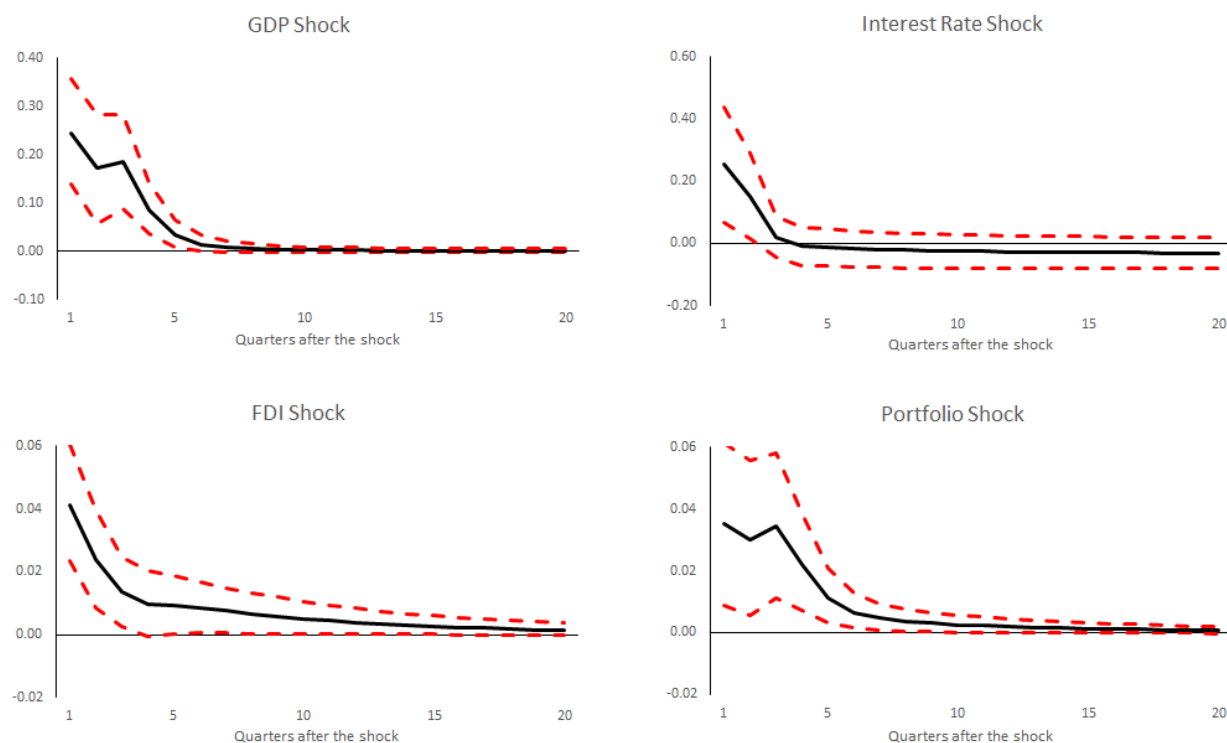 GDP Shock
0.40
0.30
0.20
0.10
0.00
-0.10
1 5 10 15 20
Quarters after the shock
Interest Rate Shock
0.60
0.40
0.20
0.00
-0.20
1 5 10 15 20
Quarters after the shock
FDI Shock
0.06
0.04
0.02
0.00
-0.02
1 5 10 15 20
Quarters after the shock
Portfolio Shock
0.06
0.04
0.02
0.00
-0.02
1 5 10 15 20
Quarters after the shock